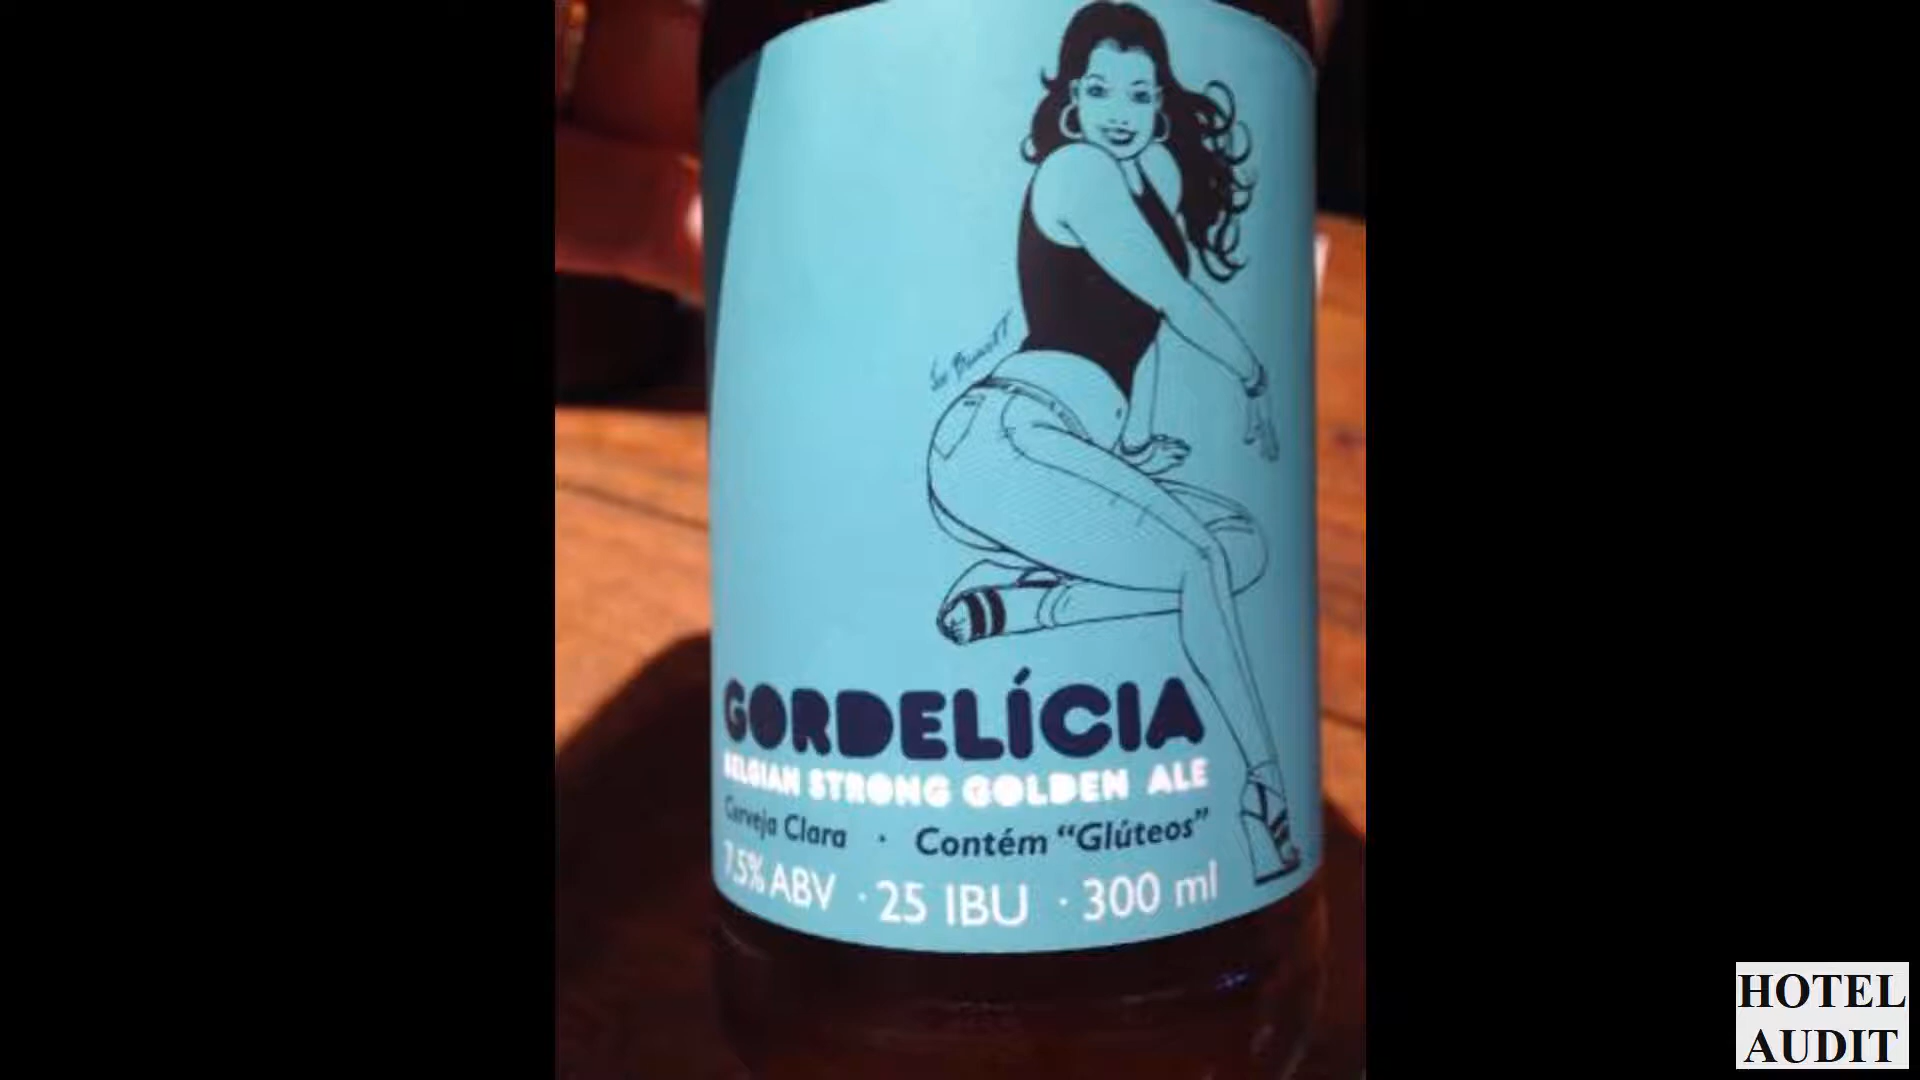 GORDELÍCIA
BELGIAN STRONG GOLDEN ALE
Cerveja Clara · Contém “Glúteos”
7.5% ABV · 25 IBU · 300 ml
HOTEL
AUDIT